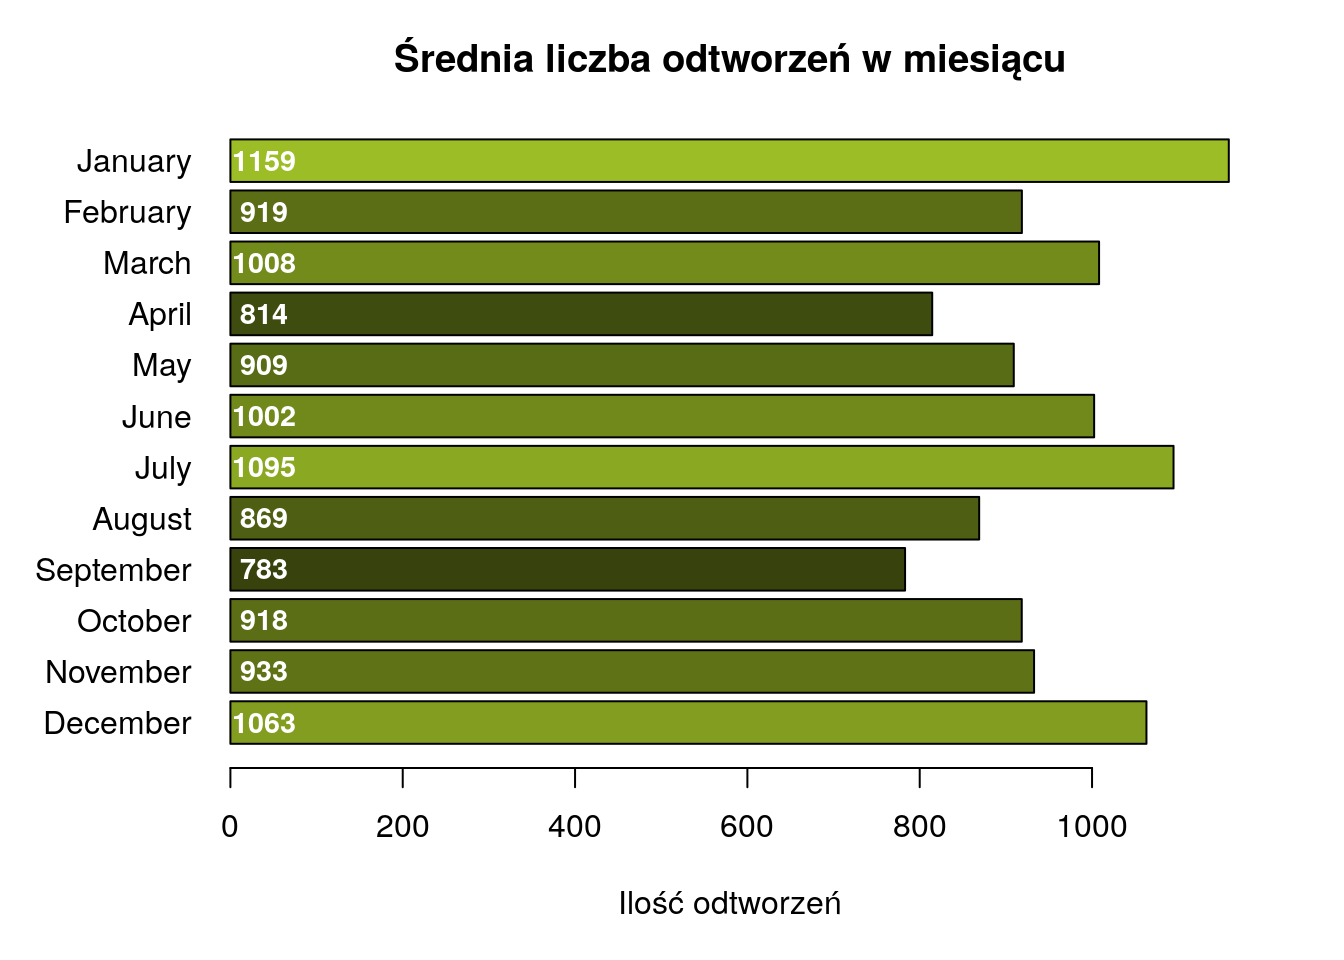 Średnia liczba odtworzeń w miesiącu
January 1159
February 919
March 1008
April 814
May 909
June 1002
July 1095
August 869
September 783
October 918
November 933
December 1063
0 200 400 600 800 1000
Ilość odtworzeń